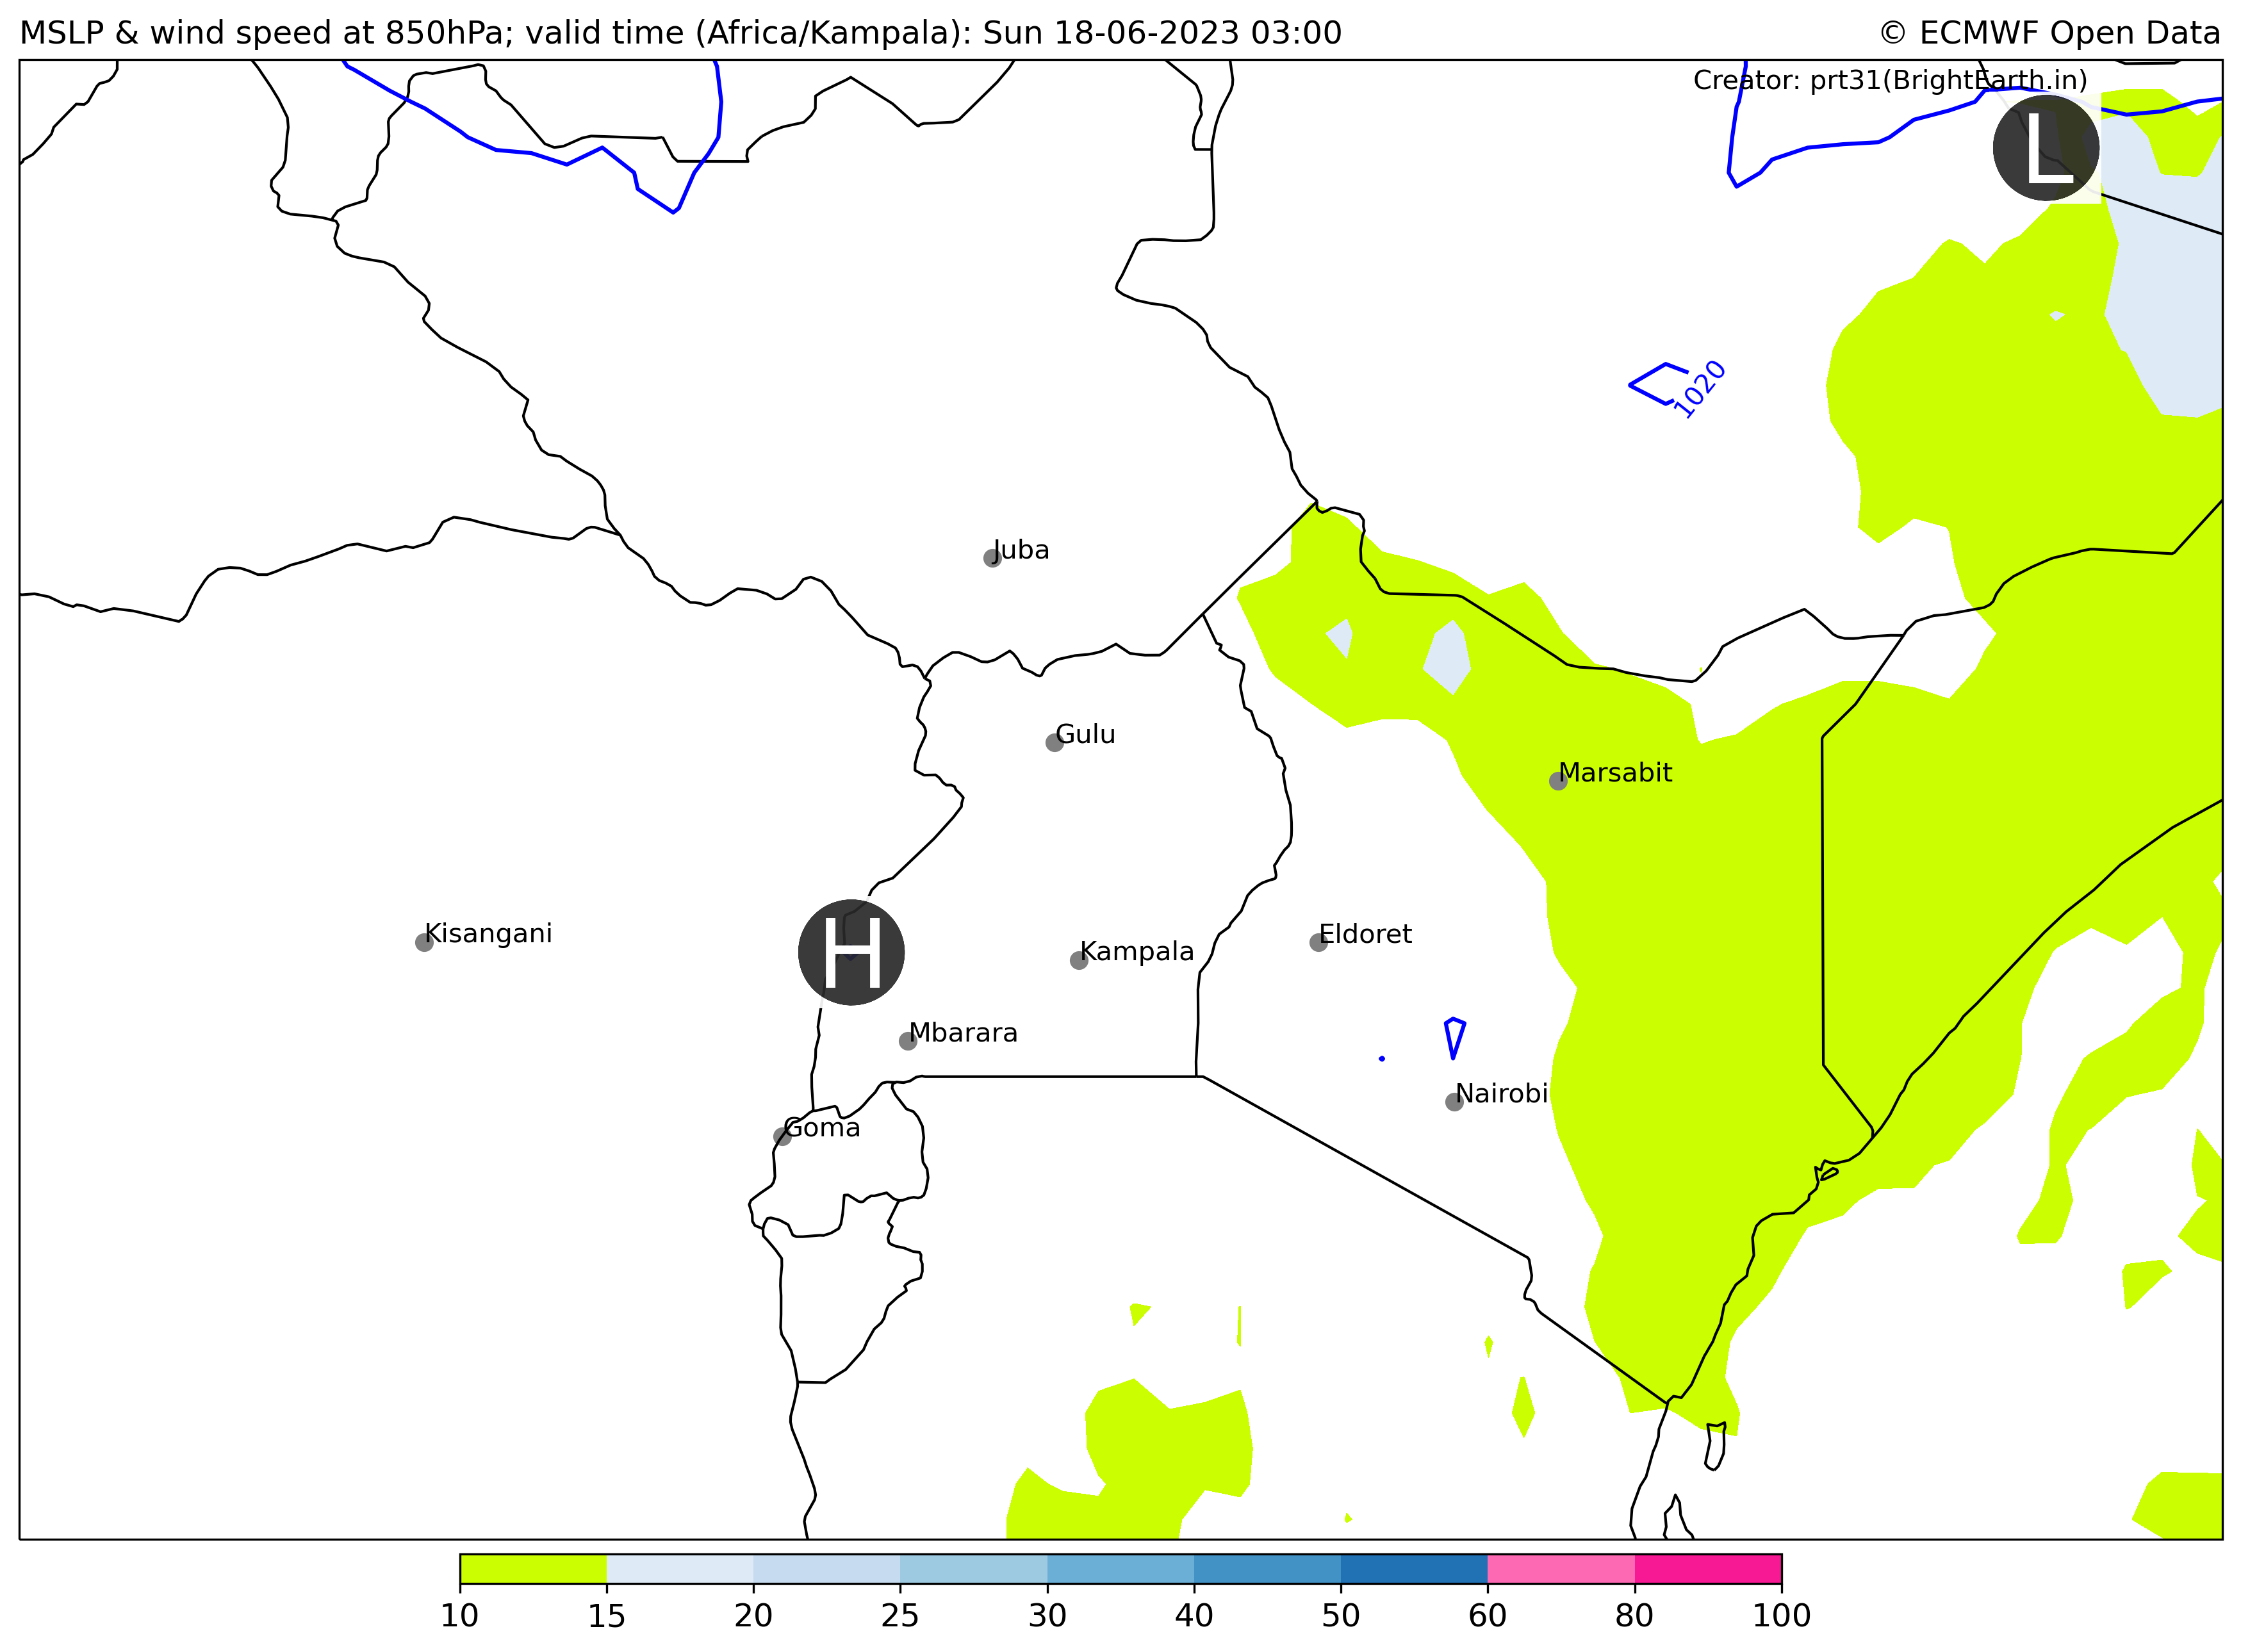 MSLP & wind speed at 850hPa; valid time (Africa/Kampala): Sun 18-06-2023 03:00
© ECMWF Open Data
Creator: prt31(BrightEarth.in)
L
1020
Juba
Gulu
Marsabit
Kisangani
H
Kampala
Eldoret
Mbarara
Nairobi
Goma
10 15 20 25 30 40 50 60 80 100